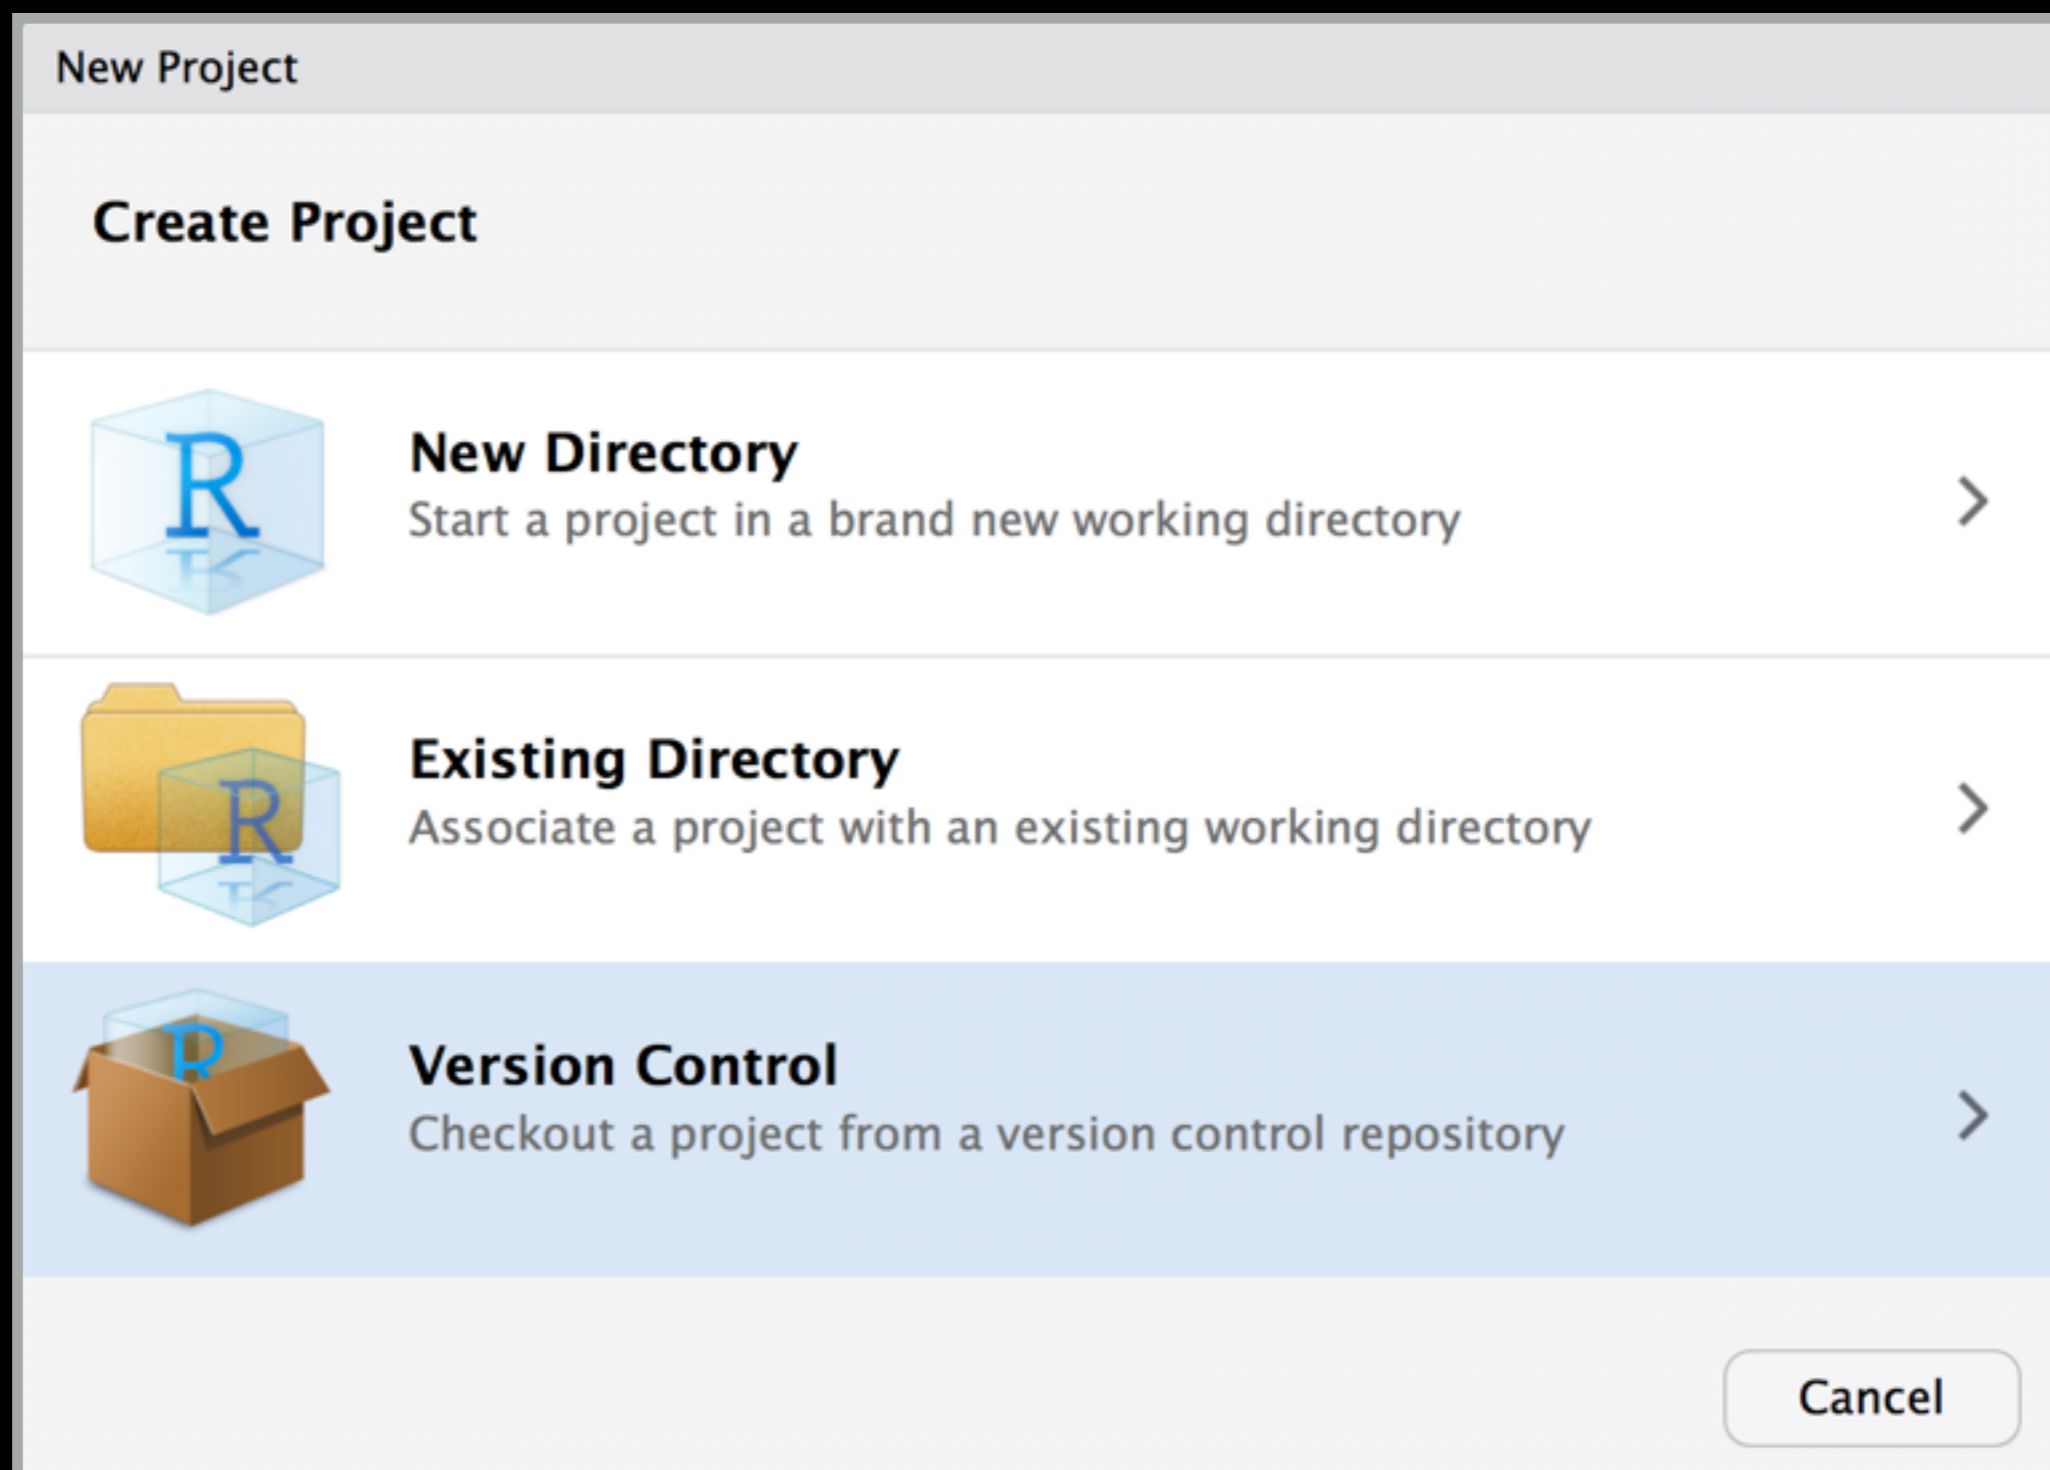 New Project
Create Project
R
New Directory
Start a project in a brand new working directory
R
Existing Directory
Associate a project with an existing working directory
R
Version Control
Checkout a project from a version control repository
Cancel